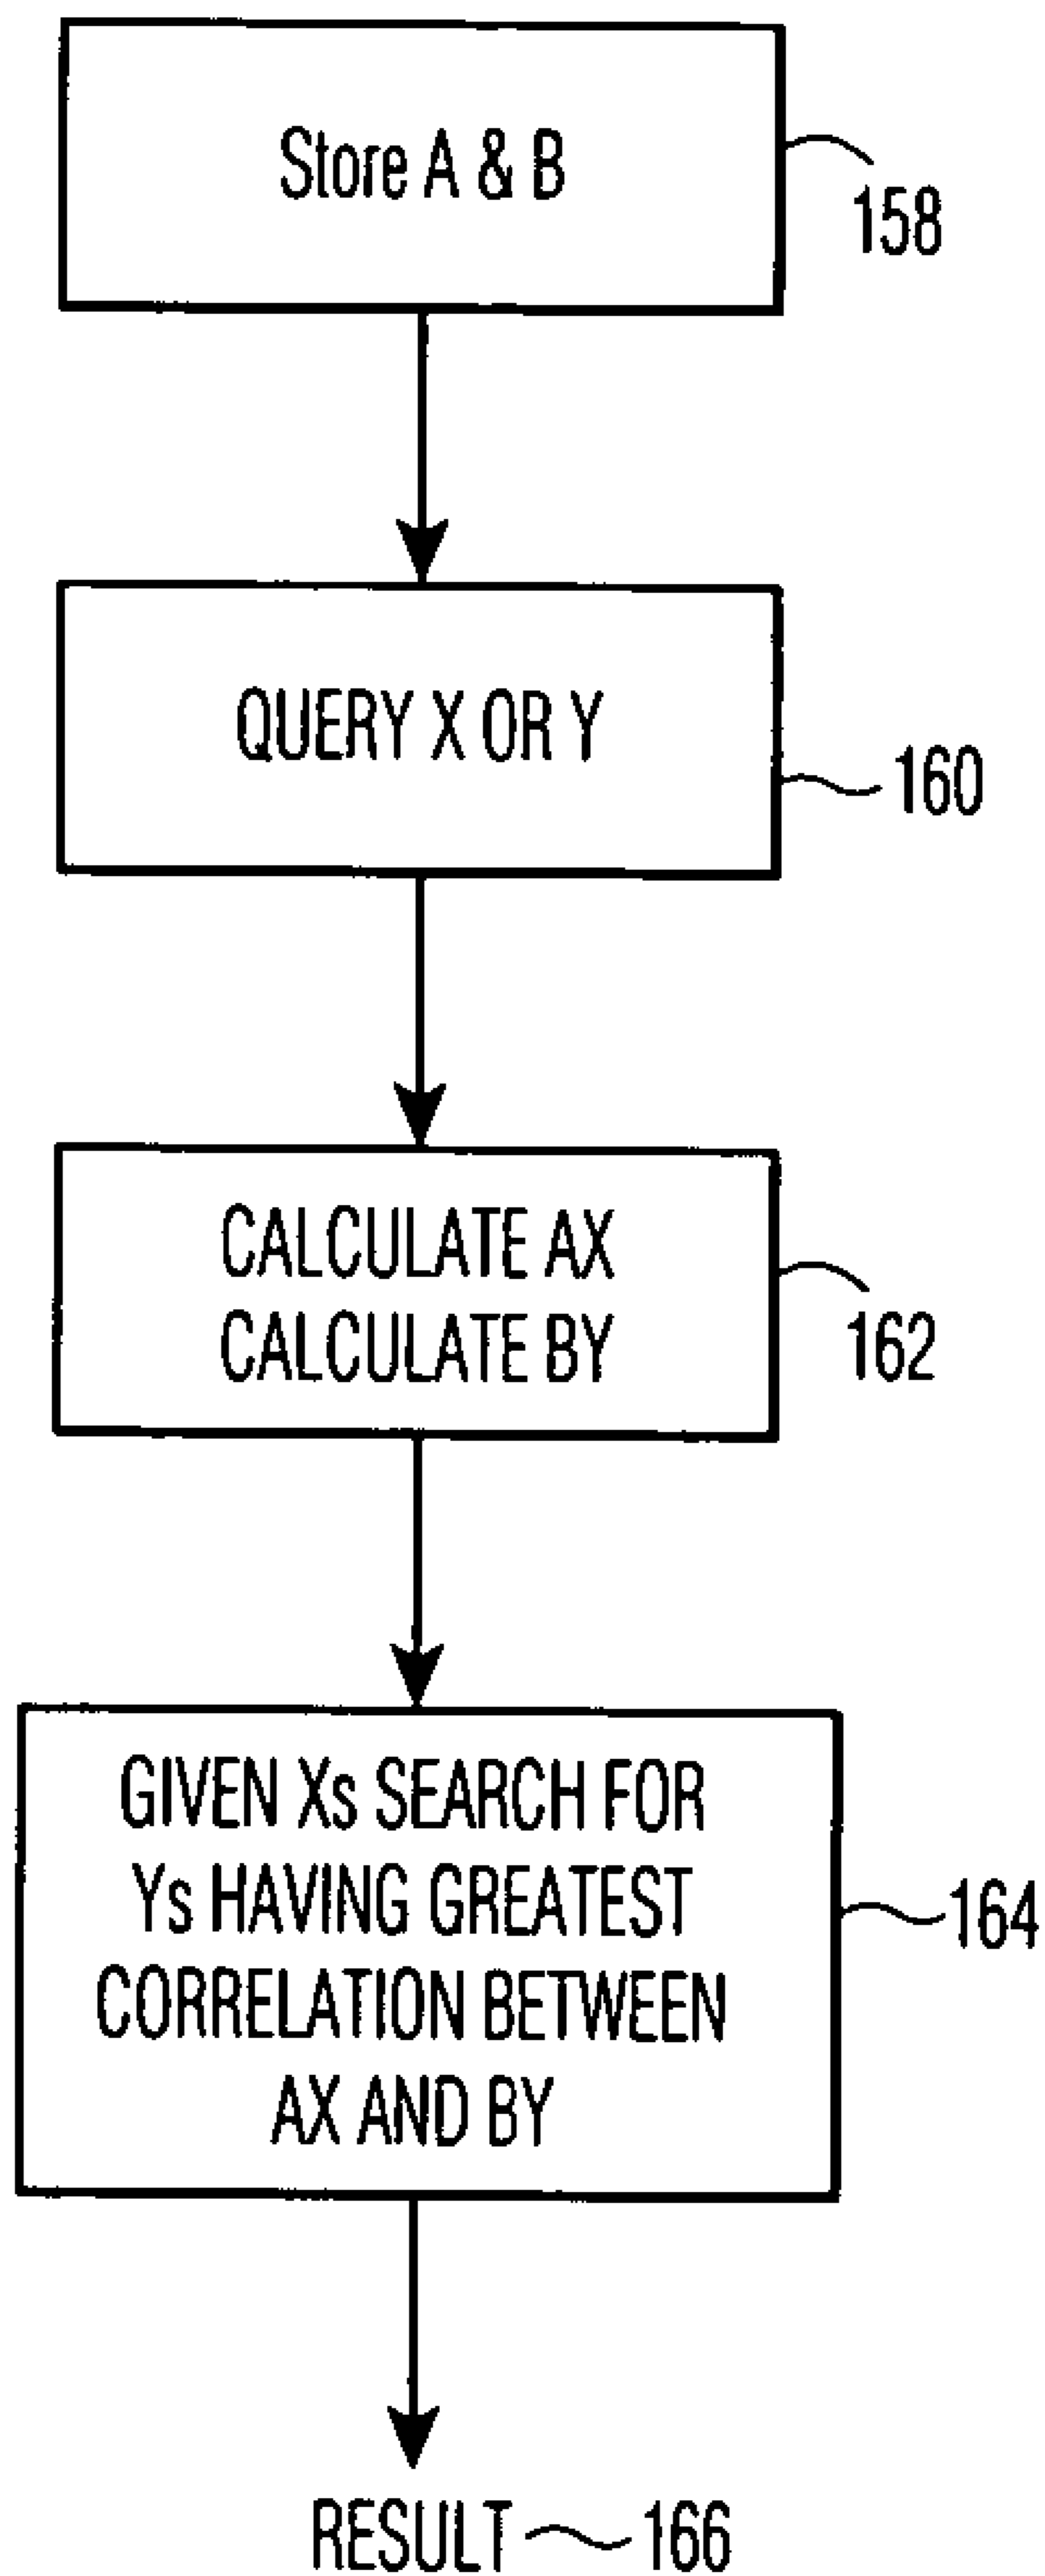 Store A & B
158
QUERY X OR Y
160
CALCULATE AX
CALCULATE BY
162
GIVEN Xs SEARCH FOR
Ys HAVING GREATEST
CORRELATION BETWEEN
AX AND BY
164
RESULT
166